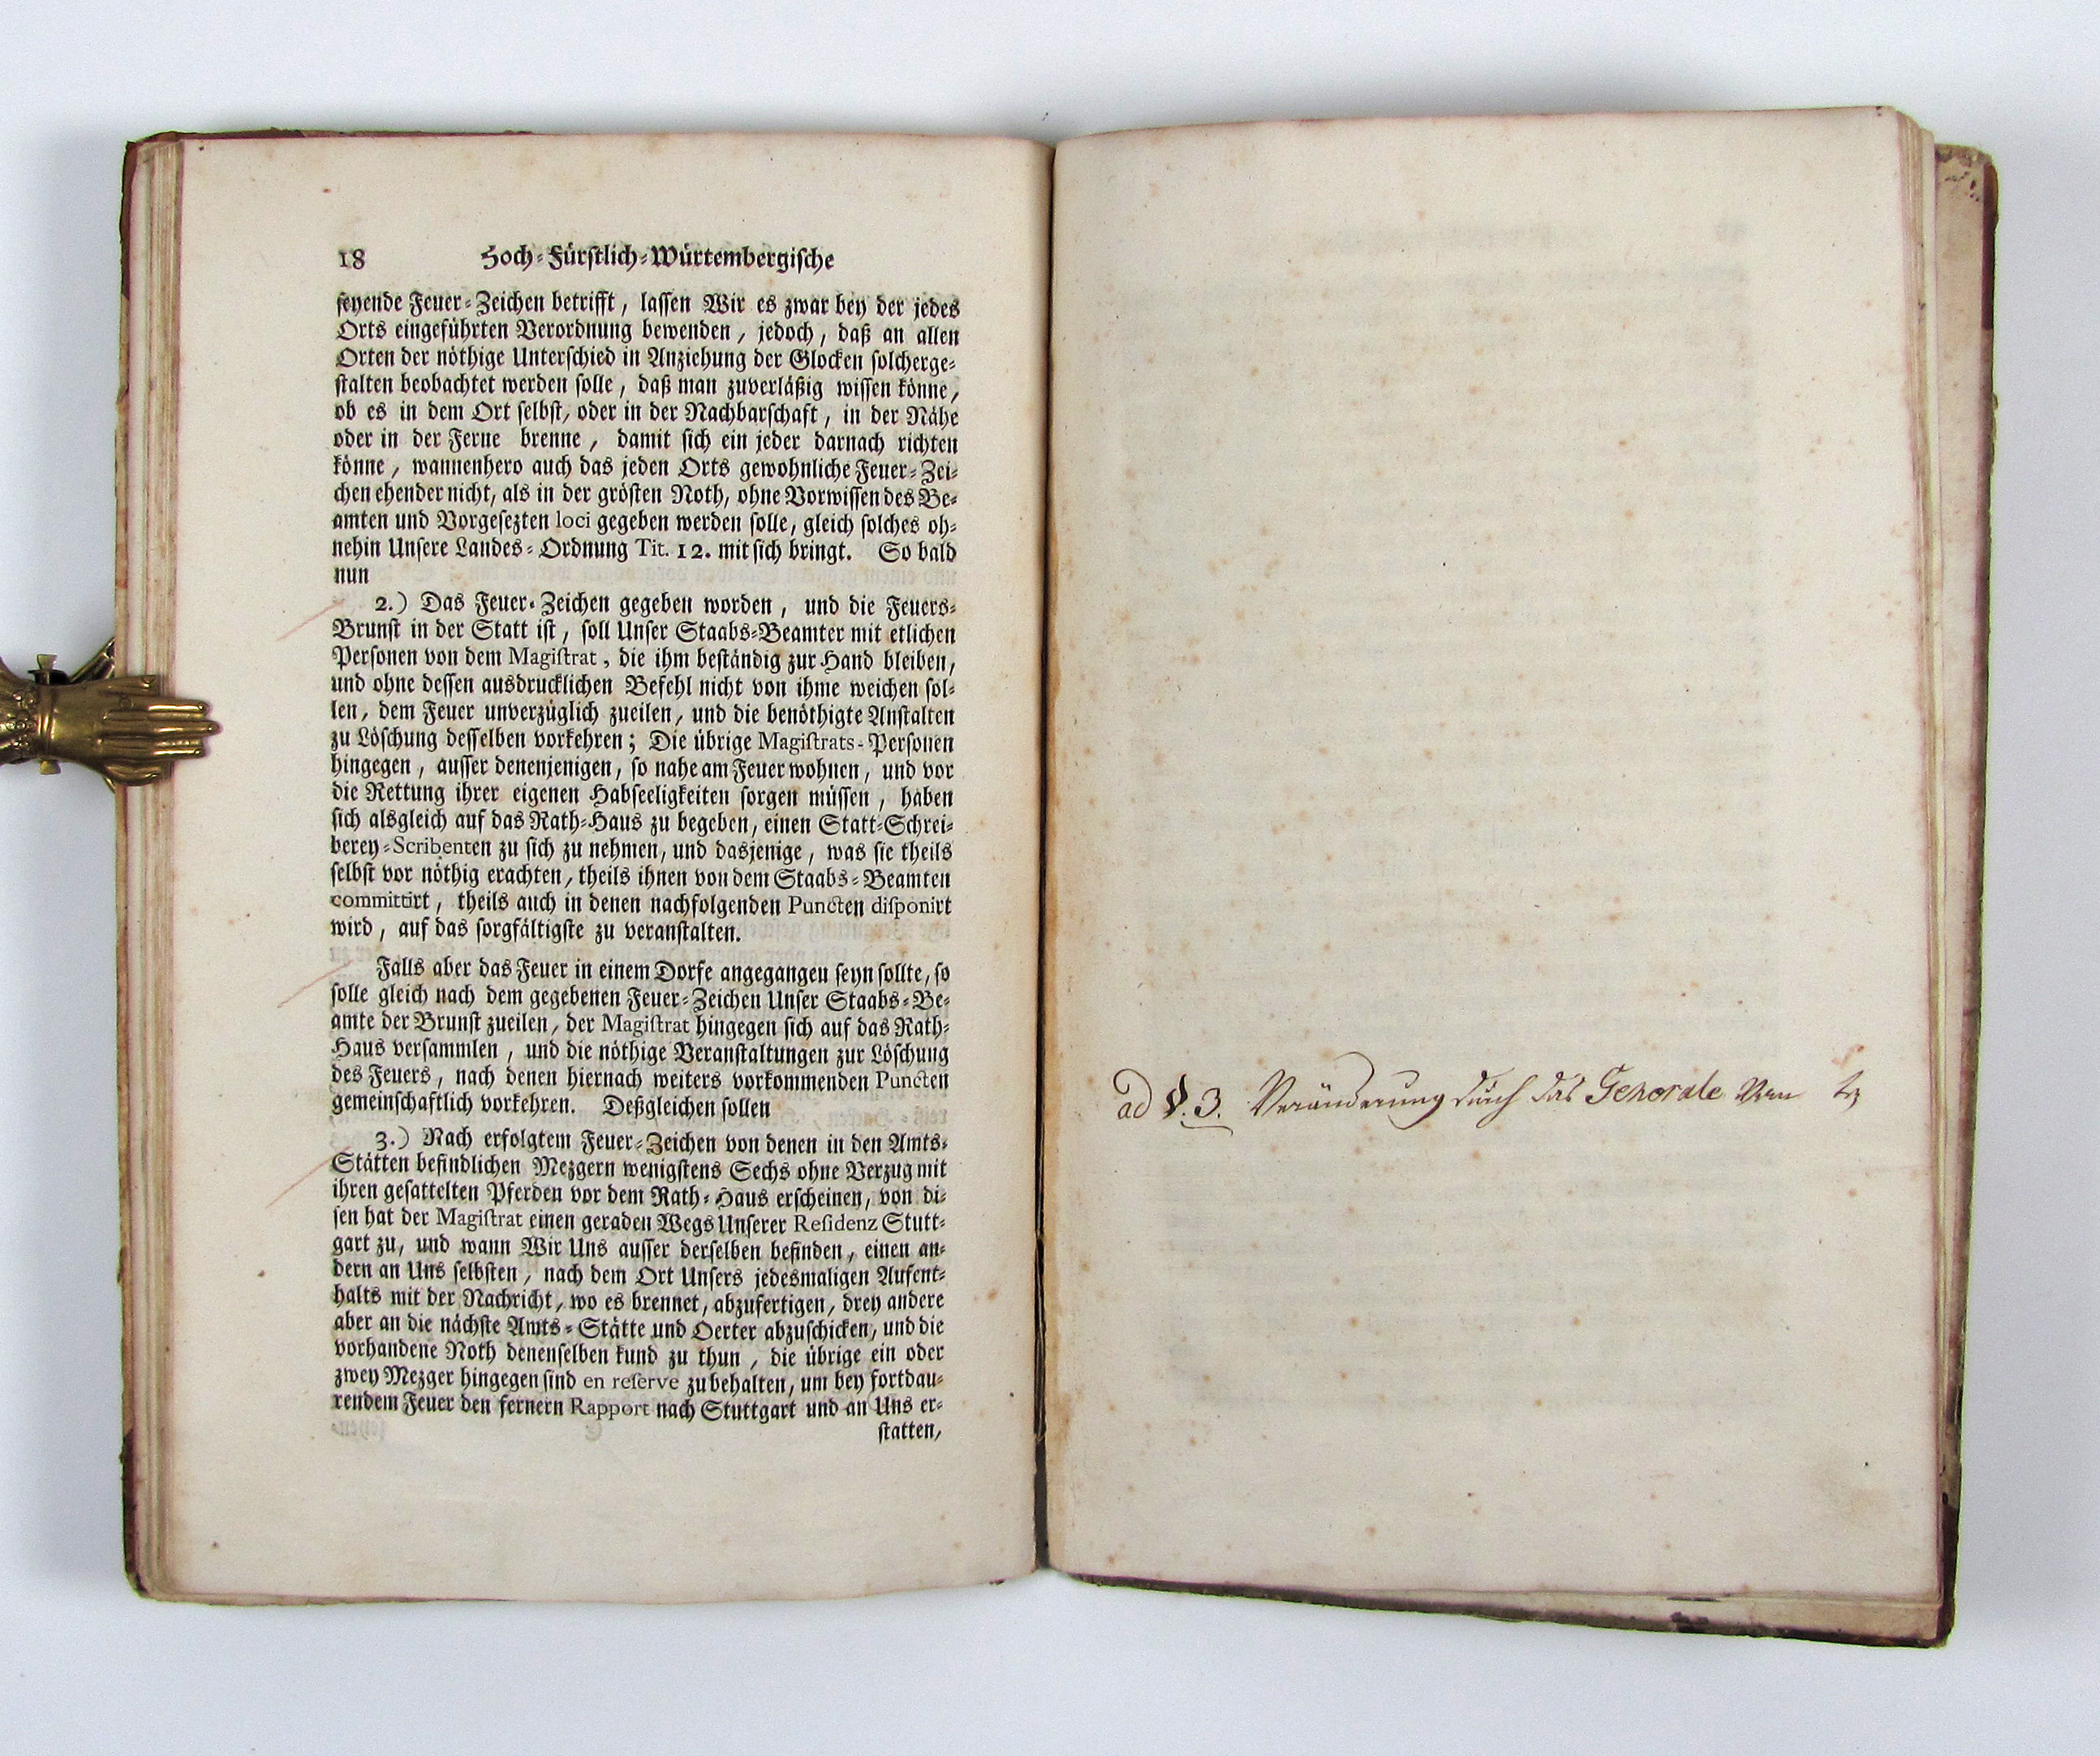 18 Hoch-Fürstlich-Würtembergische
seyende Feuer-Zeichen betrifft, lassen Wir es zwar bey der jedes
Orts eingeführten Verordnung bewenden, jedoch, daß an allen
Orten der nöthige Unterschied in Anziehung der Glocken solcherge-
stalten beobachtet werden solle, daß man zuverläßig wissen könne,
ob es in dem Ort selbst, oder in der Nachbarschaft, in der Nähe
oder in der Ferne brenne, damit sich ein jeder darnach richten
könne, wannenhero auch das jeden Orts gewohnliche Feuer-Zei-
chen ehender nicht, als in der grösten Noth, ohne Vorwissen des Be-
amten und Vorgesezten loci gegeben werden solle, gleich solches oh-
nehin Unsere Landes-Ordnung Tit. 12. mit sich bringt. So bald
nun
2.) Das Feuer-Zeichen gegeben worden, und die Feuers-
Brunst in der Statt ist, soll Unser Staabs-Beamter mit etlichen
Personen von dem Magistrat, die ihm beständig zur Hand bleiben,
und ohne dessen ausdrucklichen Befehl nicht von ihme weichen sol-
len, dem Feuer unverzüglich zueilen, und die benöthigte Anstalten
zu Löschung desselben vorkehren; Die übrige Magistrats-Personen
hingegen, ausser denenjenigen, so nahe am Feuer wohnen, und vor
die Rettung ihrer eigenen Habseeligkeiten sorgen müssen, haben
sich alsgleich auf das Rath-Haus zu begeben, einen Statt-Schrei-
berey-Scribenten zu sich zu nehmen, und dasjenige, was sie theils
selbst vor nöthig erachten, theils ihnen von dem Staabs-Beamten
committirt, theils auch in denen nachfolgenden Puncten disponirt
wird, auf das sorgfältigste zu veranstalten.
Falls aber das Feuer in einem Dorfe angegangen seyn sollte, so
solle gleich nach dem gegebenen Feuer-Zeichen Unser Staabs-Be-
amte der Brunst zueilen, der Magistrat hingegen sich auf das Rath-
Haus versammlen, und die nöthige Veranstaltungen zur Löschung
des Feuers, nach denen hiernach weiters vorkommenden Puncten
gemeinschaftlich vorkehren. Deßgleichen sollen
3.) Nach erfolgtem Feuer-Zeichen von denen in den Amts-
Stätten befindlichen Mezgern wenigstens Sechs ohne Verzug mit
ihren gesattelten Pferden vor dem Rath-Haus erscheinen, von di-
sen hat der Magistrat einen geraden Wegs Unserer Residenz Stutt-
gart zu, und wann Wir Uns ausser derselben befinden, einen an-
dern an Uns selbsten, nach dem Ort Unsers jedesmaligen Aufent-
halts mit der Nachricht, wo es brennet, abzufertigen, drey andere
aber an die nächste Amts-Stätte und Oerter abzuschicken, und die
vorhandene Noth denenselben kund zu thun, die übrige ein oder
zwey Mezger hingegen sind en reserve zu behalten, um bey fortdau-
rendem Feuer den fernern Rapport nach Stuttgart und an Uns er-
statten,
ad §. 3. Veränderung durch das Generale